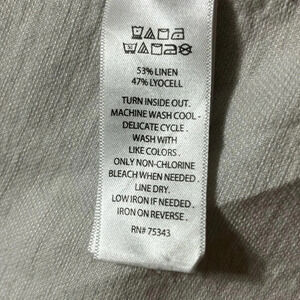 53% LINEN
47% LYOCELL
TURN INSIDE OUT.
MACHINE WASH COOL -
DELICATE CYCLE .
WASH WITH
LIKE COLORS .
ONLY NON-CHLORINE
BLEACH WHEN NEEDED .
LINE DRY.
LOW IRON IF NEEDED .
IRON ON REVERSE .
RN# 75343